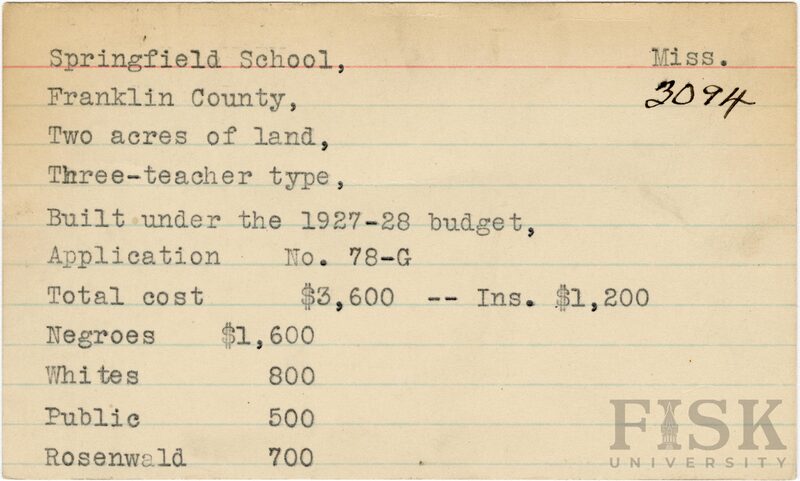 Springfield School, Miss.
Franklin County, 3094
Two acres of land,
Three-teacher type,
Built under the 1927-28 budget,
Application No. 78-G
Total cost $3,600 -- Ins. $1,200
Negroes $1,600
Whites 800
Public 500
Rosenwald 700
FISK
UNIVERSITY